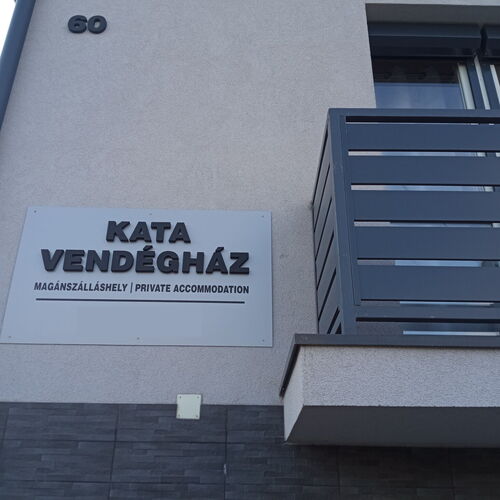 60
KATA
VENDÉGHÁZ
MAGÁNSZÁLLÁSHELY | PRIVATE ACCOMMODATION